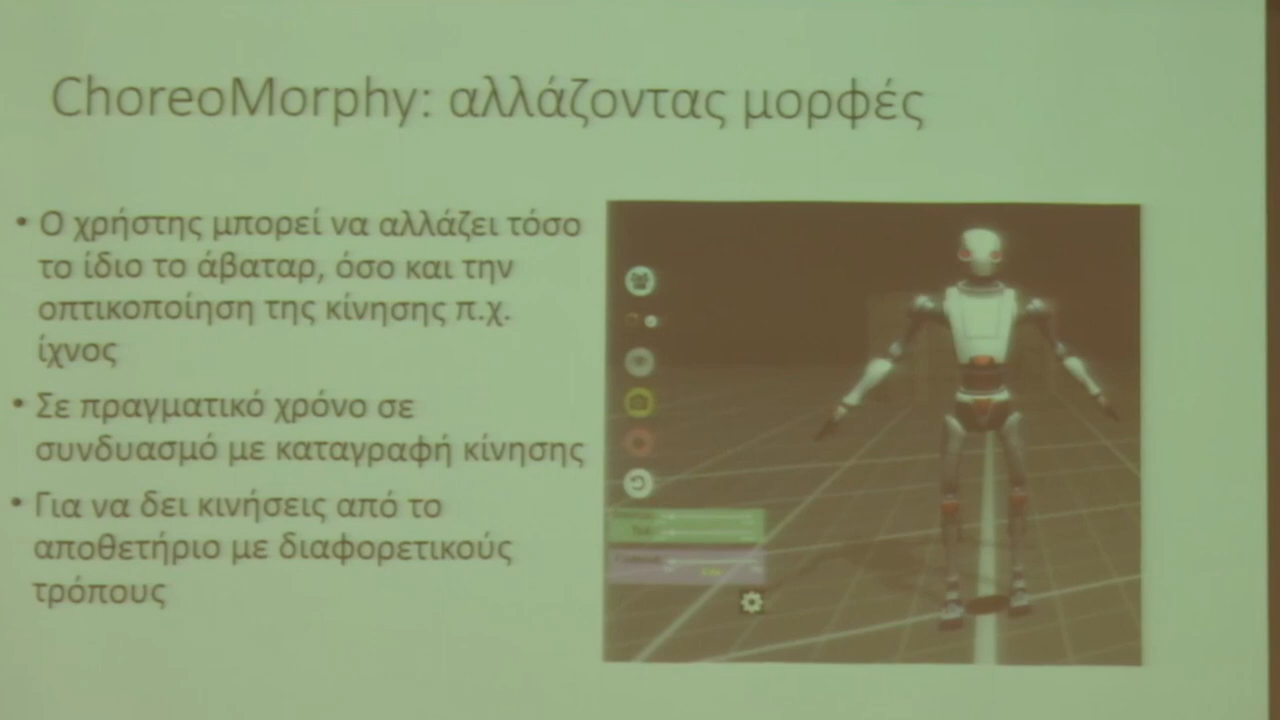 ChoreoMorphy: αλλάζοντας μορφές
• Ο χρήστης μπορεί να αλλάζει τόσο
το ίδιο το άβαταρ, όσο και την
οπτικοποίηση της κίνησης π.χ.
ίχνος
• Σε πραγματικό χρόνο σε
συνδυασμό με καταγραφή κίνησης
• Για να δει κινήσεις από το
αποθετήριο με διαφορετικούς
τρόπους